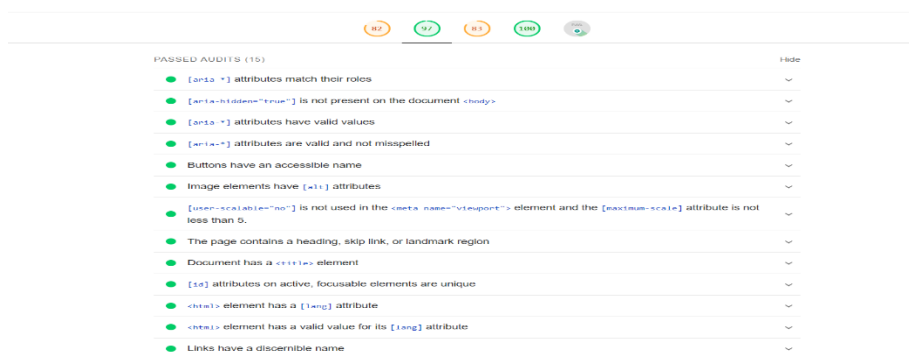 82 97 83 100
PASSED AUDITS (15) Hide
[aria-*] attributes match their roles
[aria-hidden="true"] is not present on the document <body>
[aria-*] attributes have valid values
[aria-*] attributes are valid and not misspelled
Buttons have an accessible name
Image elements have [alt] attributes
[user-scalable="no"] is not used in the <meta name="viewport"> element and the [maximum-scale] attribute is not
less than 5.
The page contains a heading, skip link, or landmark region
Document has a <title> element
[id] attributes on active, focusable elements are unique
<html> element has a [lang] attribute
<html> element has a valid value for its [lang] attribute
Links have a discernible name